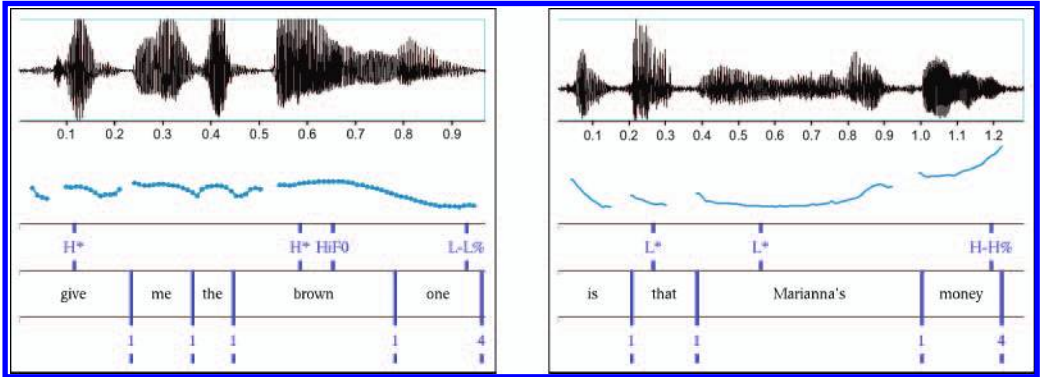 0.1 0.2 0.3 0.4 0.5 0.6 0.7 0.8 0.9
H* H* HiF0 L-L%
give me the brown one
1 1 1 1 4
0.1 0.2 0.3 0.4 0.5 0.6 0.7 0.8 0.9 1.0 1.1 1.2
L* L* H-H%
is that Marianna's money
1 1 1 4